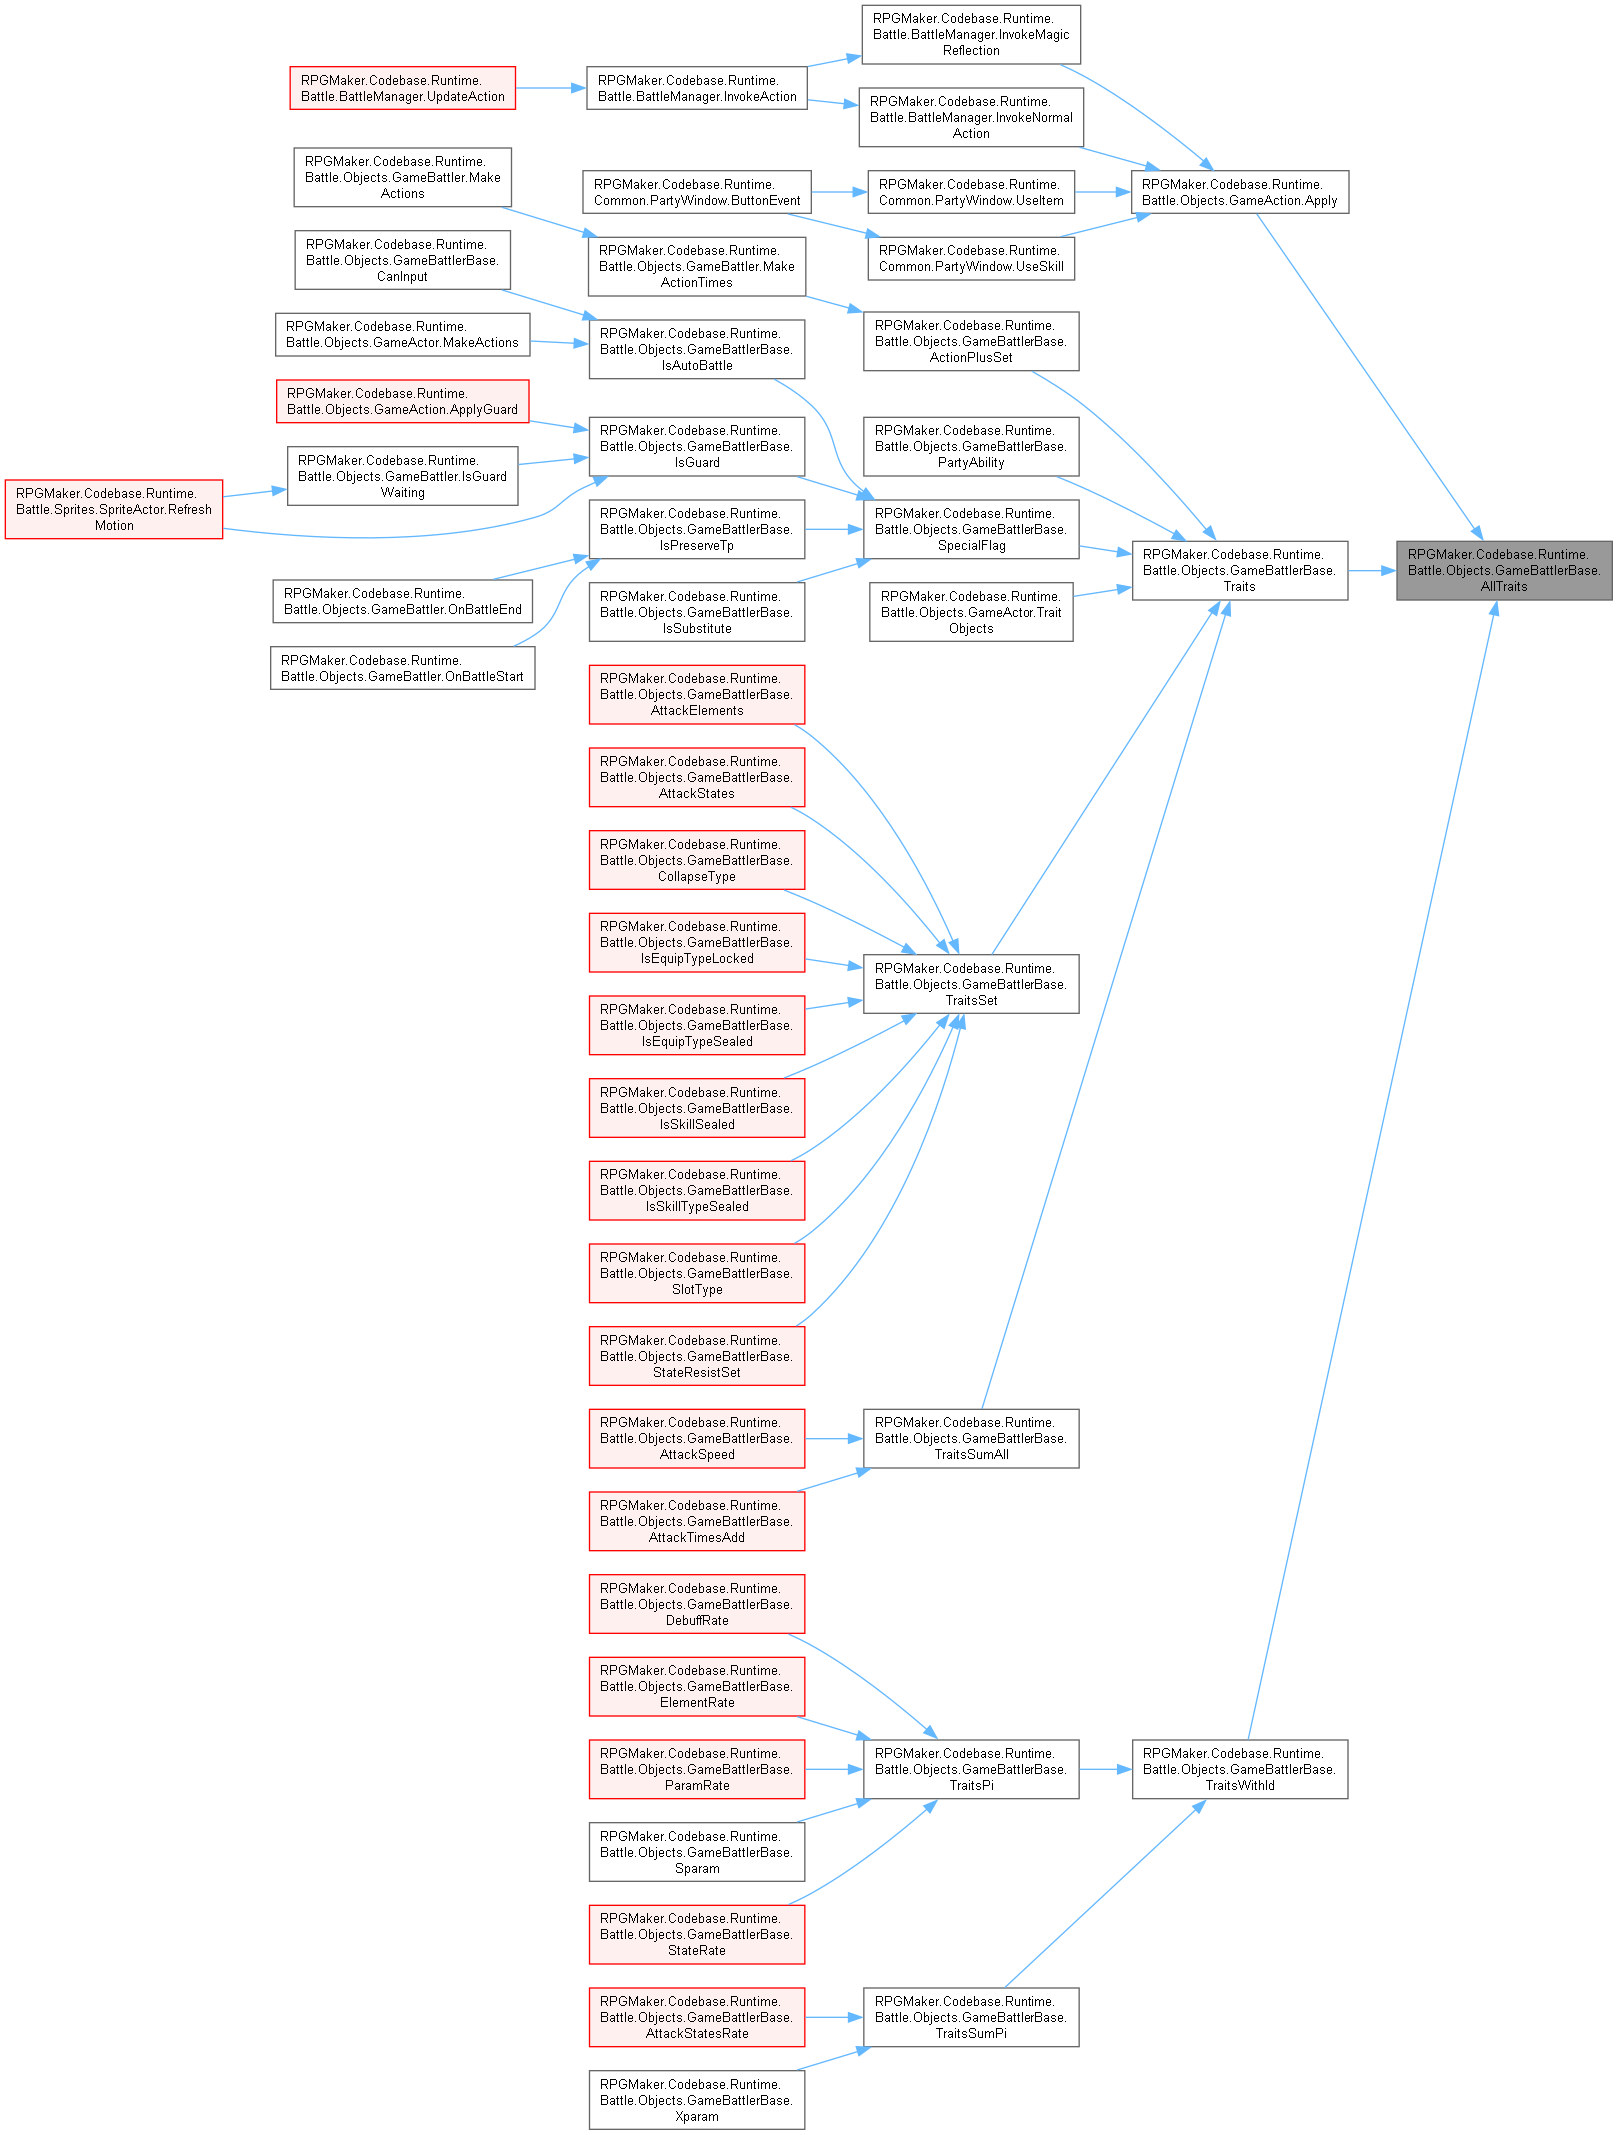 RPGMaker.Codebase.Runtime.
Battle.BattleManager.InvokeMagic
Reflection
RPGMaker.Codebase.Runtime.
Battle.BattleManager.UpdateAction
RPGMaker.Codebase.Runtime.
Battle.BattleManager.InvokeAction
RPGMaker.Codebase.Runtime.
Battle.BattleManager.InvokeNormal
Action
RPGMaker.Codebase.Runtime.
Battle.Objects.GameBattler.Make
Actions
RPGMaker.Codebase.Runtime.
Common.PartyWindow.ButtonEvent
RPGMaker.Codebase.Runtime.
Common.PartyWindow.UseItem
RPGMaker.Codebase.Runtime.
Battle.Objects.GameAction.Apply
RPGMaker.Codebase.Runtime.
Battle.Objects.GameBattlerBase.
CanInput
RPGMaker.Codebase.Runtime.
Battle.Objects.GameBattler.Make
ActionTimes
RPGMaker.Codebase.Runtime.
Common.PartyWindow.UseSkill
RPGMaker.Codebase.Runtime.
Battle.Objects.GameActor.MakeActions
RPGMaker.Codebase.Runtime.
Battle.Objects.GameBattlerBase.
IsAutoBattle
RPGMaker.Codebase.Runtime.
Battle.Objects.GameBattlerBase.
ActionPlusSet
RPGMaker.Codebase.Runtime.
Battle.Objects.GameAction.ApplyGuard
RPGMaker.Codebase.Runtime.
Battle.Objects.GameBattlerBase.
IsGuard
RPGMaker.Codebase.Runtime.
Battle.Objects.GameBattlerBase.
PartyAbility
RPGMaker.Codebase.Runtime.
Battle.Objects.GameBattler.IsGuard
Waiting
RPGMaker.Codebase.Runtime.
Battle.Sprites.SpriteActor.Refresh
Motion
RPGMaker.Codebase.Runtime.
Battle.Objects.GameBattlerBase.
IsPreserveTp
RPGMaker.Codebase.Runtime.
Battle.Objects.GameBattlerBase.
SpecialFlag
RPGMaker.Codebase.Runtime.
Battle.Objects.GameBattlerBase.
Traits
RPGMaker.Codebase.Runtime.
Battle.Objects.GameBattlerBase.
AllTraits
RPGMaker.Codebase.Runtime.
Battle.Objects.GameBattler.OnBattleEnd
RPGMaker.Codebase.Runtime.
Battle.Objects.GameBattlerBase.
IsSubstitute
RPGMaker.Codebase.Runtime.
Battle.Objects.GameActor.Trait
Objects
RPGMaker.Codebase.Runtime.
Battle.Objects.GameBattler.OnBattleStart
RPGMaker.Codebase.Runtime.
Battle.Objects.GameBattlerBase.
AttackElements
RPGMaker.Codebase.Runtime.
Battle.Objects.GameBattlerBase.
AttackStates
RPGMaker.Codebase.Runtime.
Battle.Objects.GameBattlerBase.
CollapseType
RPGMaker.Codebase.Runtime.
Battle.Objects.GameBattlerBase.
IsEquipTypeLocked
RPGMaker.Codebase.Runtime.
Battle.Objects.GameBattlerBase.
TraitsSet
RPGMaker.Codebase.Runtime.
Battle.Objects.GameBattlerBase.
IsEquipTypeSealed
RPGMaker.Codebase.Runtime.
Battle.Objects.GameBattlerBase.
IsSkillSealed
RPGMaker.Codebase.Runtime.
Battle.Objects.GameBattlerBase.
IsSkillTypeSealed
RPGMaker.Codebase.Runtime.
Battle.Objects.GameBattlerBase.
SlotType
RPGMaker.Codebase.Runtime.
Battle.Objects.GameBattlerBase.
StateResistSet
RPGMaker.Codebase.Runtime.
Battle.Objects.GameBattlerBase.
AttackSpeed
RPGMaker.Codebase.Runtime.
Battle.Objects.GameBattlerBase.
TraitsSumAll
RPGMaker.Codebase.Runtime.
Battle.Objects.GameBattlerBase.
AttackTimesAdd
RPGMaker.Codebase.Runtime.
Battle.Objects.GameBattlerBase.
DebuffRate
RPGMaker.Codebase.Runtime.
Battle.Objects.GameBattlerBase.
ElementRate
RPGMaker.Codebase.Runtime.
Battle.Objects.GameBattlerBase.
ParamRate
RPGMaker.Codebase.Runtime.
Battle.Objects.GameBattlerBase.
TraitsPi
RPGMaker.Codebase.Runtime.
Battle.Objects.GameBattlerBase.
TraitsWithId
RPGMaker.Codebase.Runtime.
Battle.Objects.GameBattlerBase.
Sparam
RPGMaker.Codebase.Runtime.
Battle.Objects.GameBattlerBase.
StateRate
RPGMaker.Codebase.Runtime.
Battle.Objects.GameBattlerBase.
AttackStatesRate
RPGMaker.Codebase.Runtime.
Battle.Objects.GameBattlerBase.
TraitsSumPi
RPGMaker.Codebase.Runtime.
Battle.Objects.GameBattlerBase.
Xparam